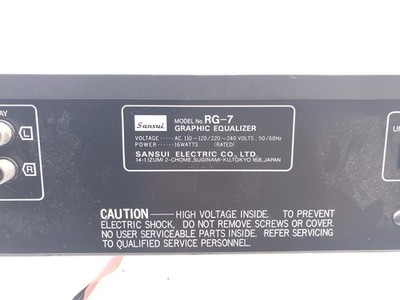 Sansui
MODEL No. RG-7
GRAPHIC EQUALIZER
VOLTAGE AC 110~120/220~240 VOLTS : 50/60Hz
POWER 16WATTS (RATED)
SANSUI ELECTRIC CO., LTD.
14-1 IZUMI 2-CHOME, SUGINAMI-KU, TOKYO 168, JAPAN
L
R
CAUTION — HIGH VOLTAGE INSIDE. TO PREVENT
ELECTRIC SHOCK, DO NOT REMOVE SCREWS OR COVER.
NO USER SERVICEABLE PARTS INSIDE. REFER SERVICING
TO QUALIFIED SERVICE PERSONNEL.